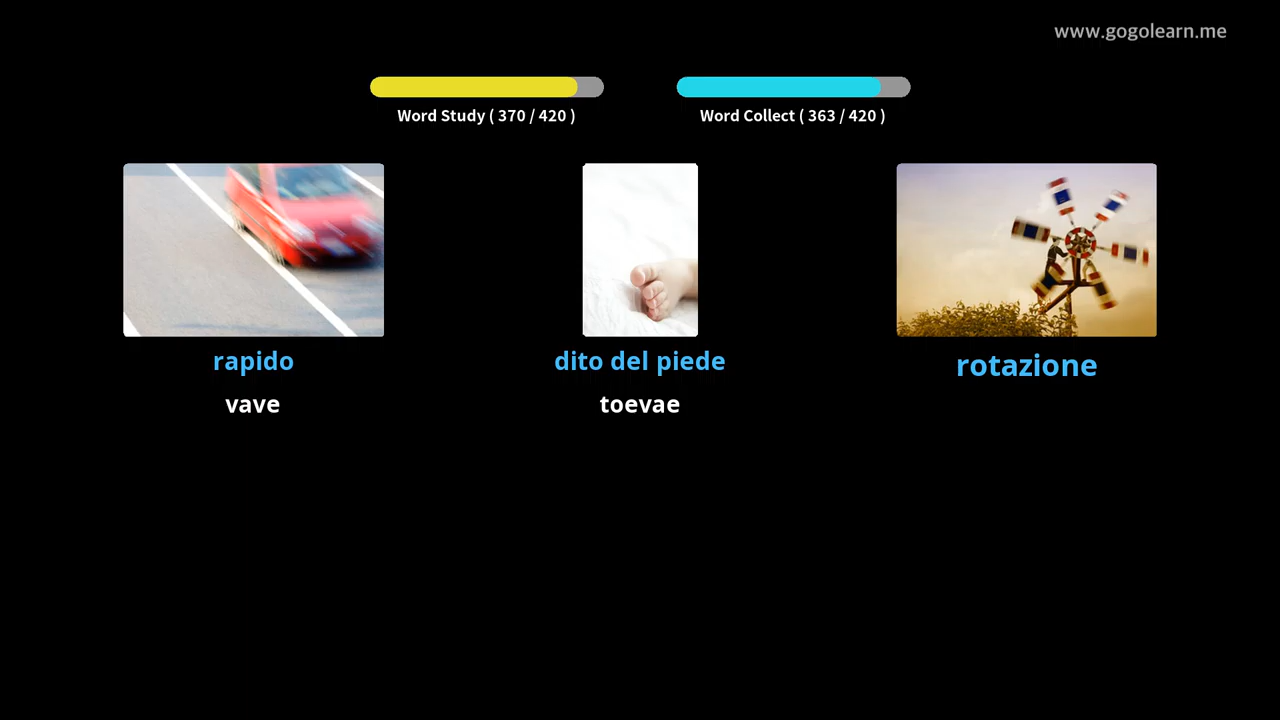 www.gogolearn.me
Word Study ( 370 / 420 )
Word Collect ( 363 / 420 )
rapido
dito del piede
rotazione
vave
toevae